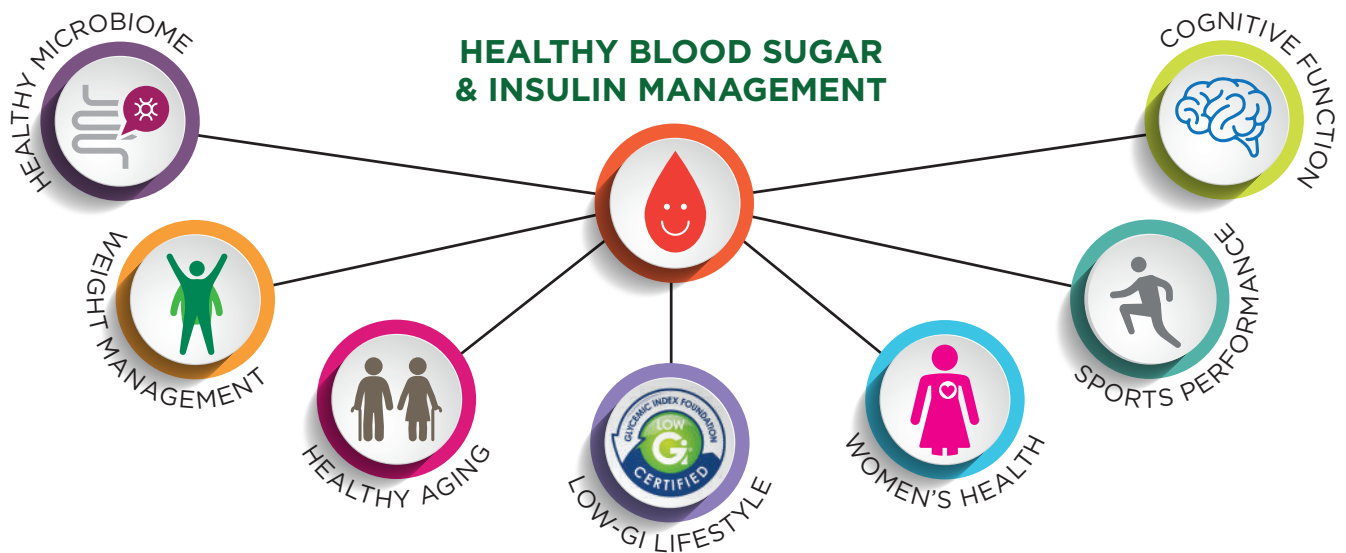 HEALTHY BLOOD SUGAR
& INSULIN MANAGEMENT
HEALTHY MICROBIOME
WEIGHT MANAGEMENT
HEALTHY AGING
GLYCEMIC INDEX FOUNDATION
LOW
Gi
CERTIFIED
LOW-GI LIFESTYLE
WOMEN'S HEALTH
SPORTS PERFORMANCE
COGNITIVE FUNCTION